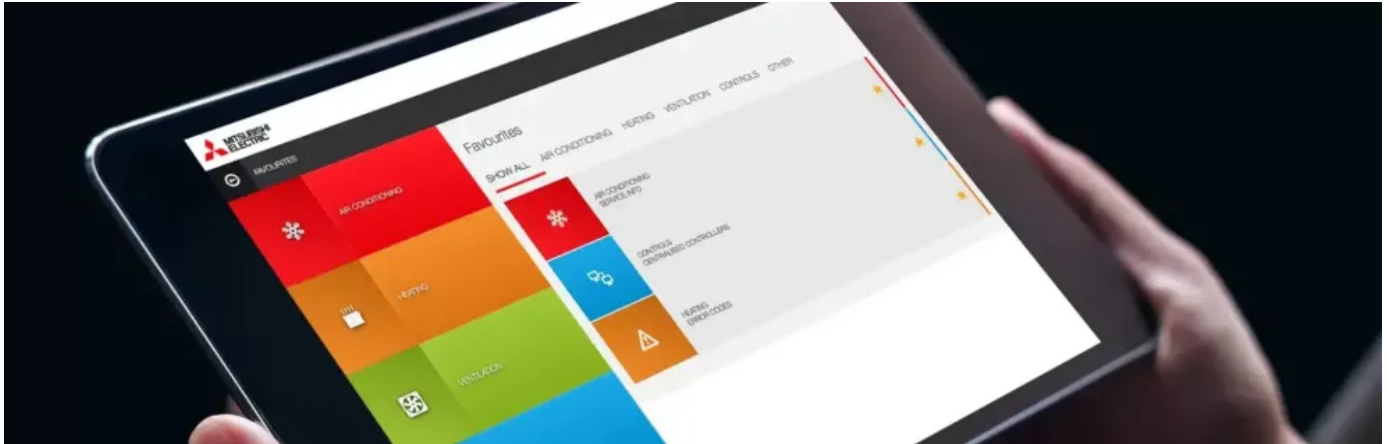 MITSUBISHI
ELECTRIC
FAVOURITES
AIR CONDITIONING
HEATING
VENTILATION
Favourites
SHOW ALL AIR CONDITIONING HEATING VENTILATION CONTROLS OTHER
AIR CONDITIONING
SERVICE INFO
CONTROLS
CENTRALISED CONTROLLERS
HEATING
ERROR CODES